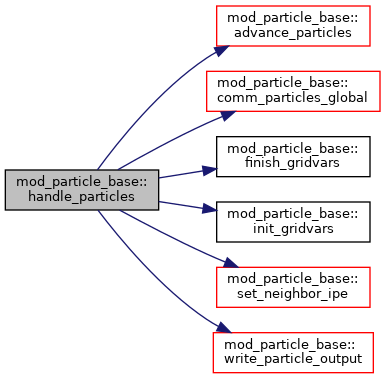 mod_particle_base::
handle_particles
mod_particle_base::
advance_particles
mod_particle_base::
comm_particles_global
mod_particle_base::
finish_gridvars
mod_particle_base::
init_gridvars
mod_particle_base::
set_neighbor_ipe
mod_particle_base::
write_particle_output